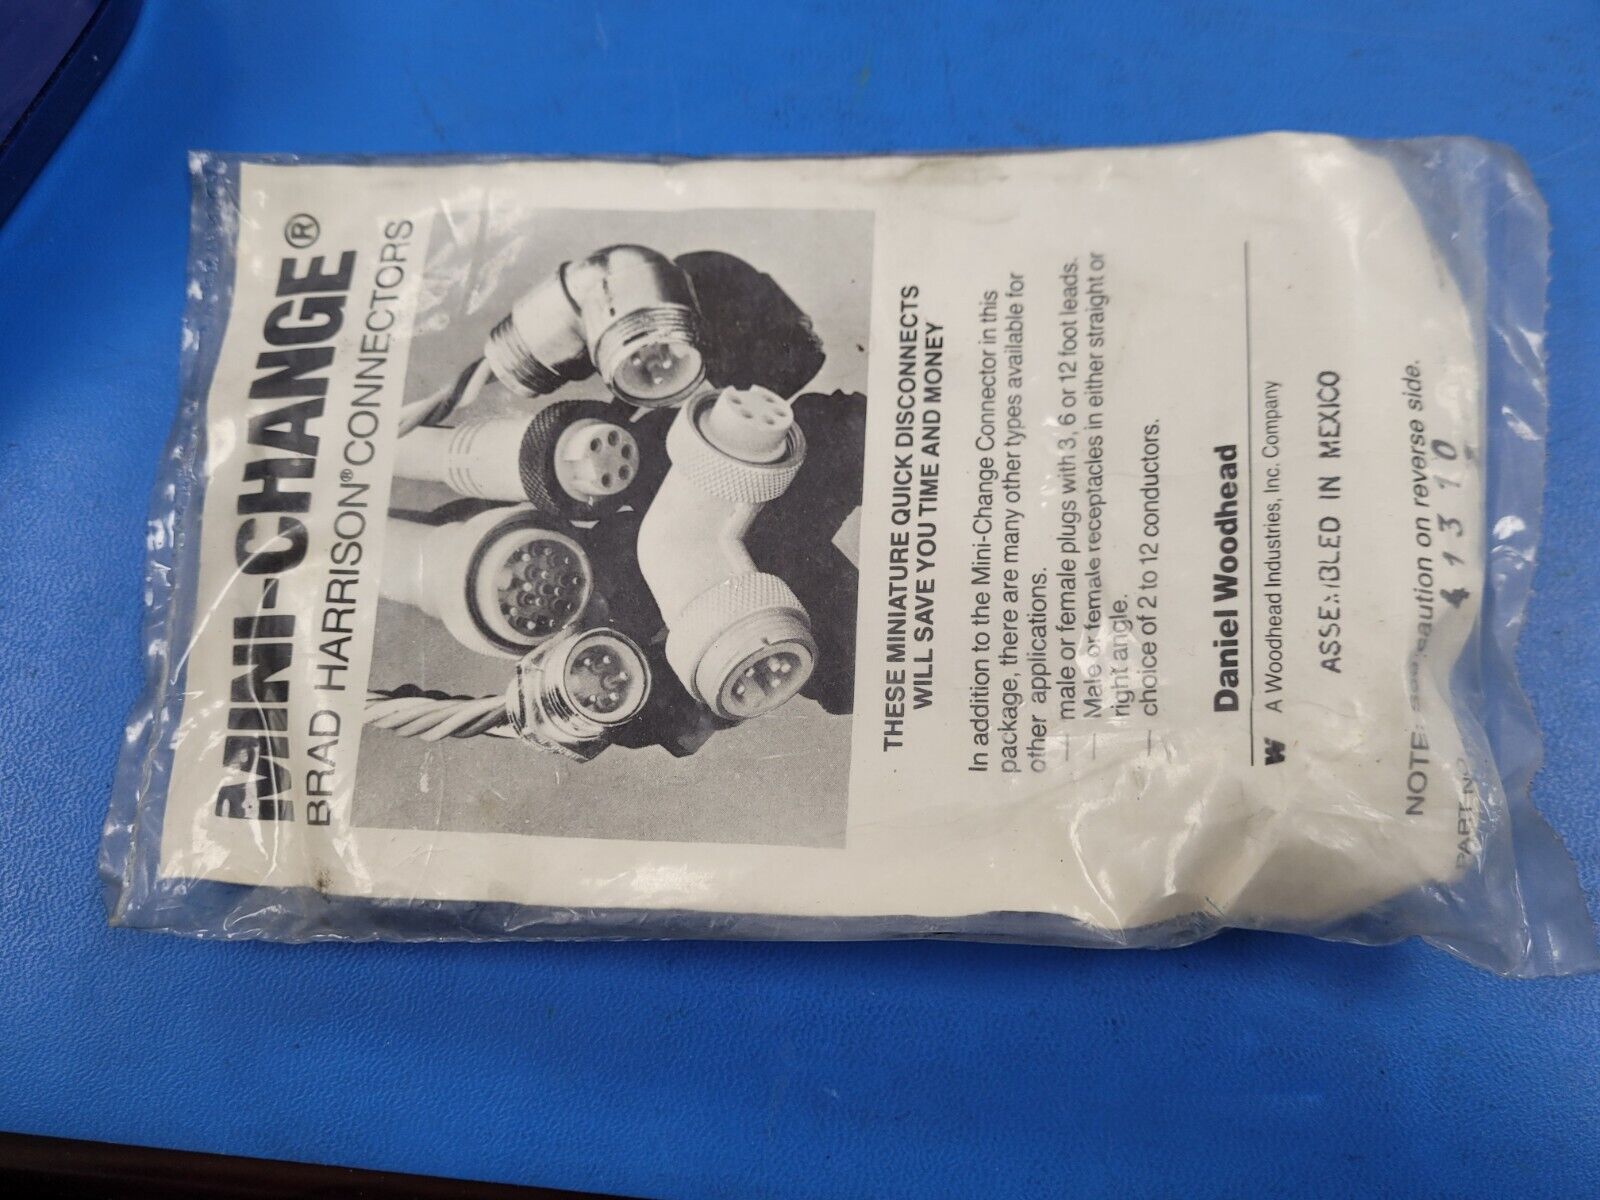 MINI-CHANGE®
BRAD HARRISON® CONNECTORS
THESE MINIATURE QUICK DISCONNECTS
WILL SAVE YOU TIME AND MONEY
In addition to the Mini-Change Connector in this
package, there are many other types available for
other applications.
— male or female plugs with 3, 6 or 12 foot leads.
— Male or female receptacles in either straight or
right angle.
— choice of 2 to 12 conductors.
Daniel Woodhead
W A Woodhead Industries, Inc. Company
ASSEMBLED IN MEXICO
NOTE: see caution on reverse side.
PART NO. 41310